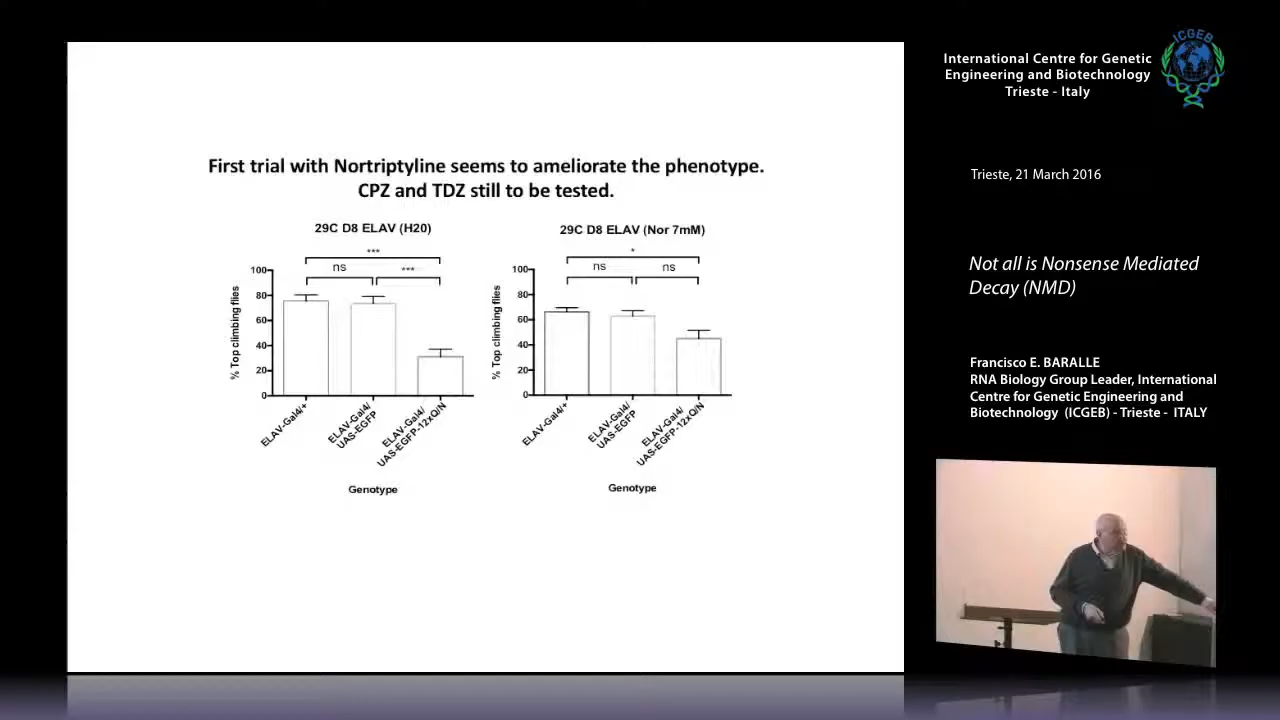 First trial with Nortriptyline seems to ameliorate the phenotype.
CPZ and TDZ still to be tested.
29C D8 ELAV (H20)
***
ns
***
100
80
60
40
20
0
% Top climbing flies
ELAV-Gal4/+
ELAV-Gal4/
UAS-EGFP
ELAV-Gal4/
UAS-EGFP-12xQ/N
Genotype
29C D8 ELAV (Nor 7mM)
*
ns
ns
100
80
60
40
20
0
% Top climbing flies
ELAV-Gal4/+
ELAV-Gal4/
UAS-EGFP
ELAV-Gal4/
UAS-EGFP-12xQ/N
Genotype
International Centre for Genetic
Engineering and Biotechnology
Trieste - Italy
ICGEB
Trieste, 21 March 2016
Not all is Nonsense Mediated
Decay (NMD)
Francisco E. BARALLE
RNA Biology Group Leader, International
Centre for Genetic Engineering and
Biotechnology (ICGEB) - Trieste - ITALY